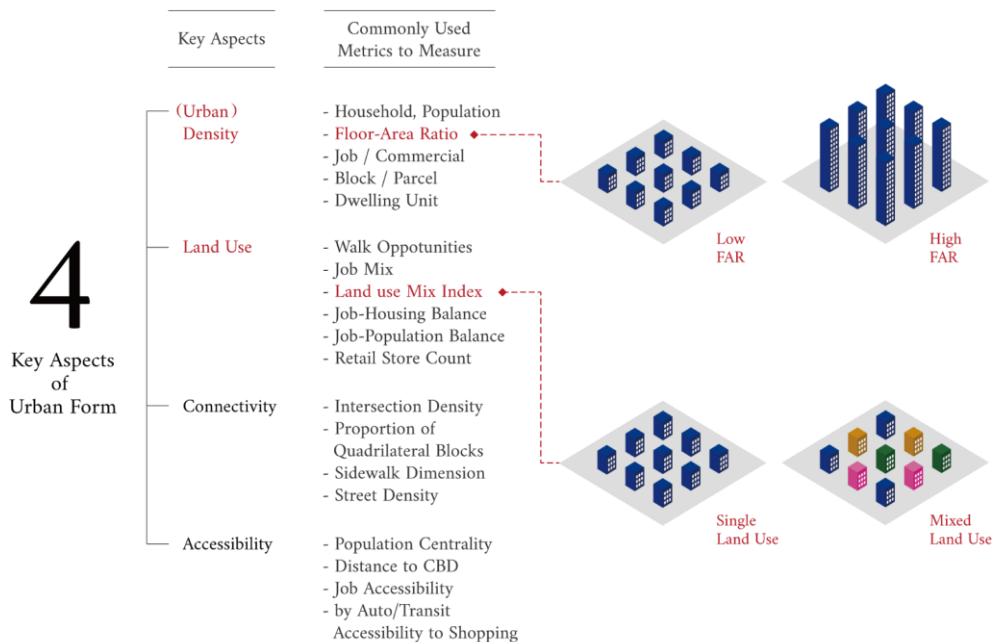 Key Aspects
Commonly Used
Metrics to Measure
4
Key Aspects
of
Urban Form
(Urban)
Density
- Household, Population
- Floor-Area Ratio
- Job / Commercial
- Block / Parcel
- Dwelling Unit
Low
FAR
High
FAR
Land Use
- Walk Oppotunities
- Job Mix
- Land use Mix Index
- Job-Housing Balance
- Job-Population Balance
- Retail Store Count
Connectivity
- Intersection Density
- Proportion of
Quadrilateral Blocks
- Sidewalk Dimension
- Street Density
Single
Land Use
Mixed
Land Use
Accessibility
- Population Centrality
- Distance to CBD
- Job Accessibility
- by Auto/Transit
Accessibility to Shopping